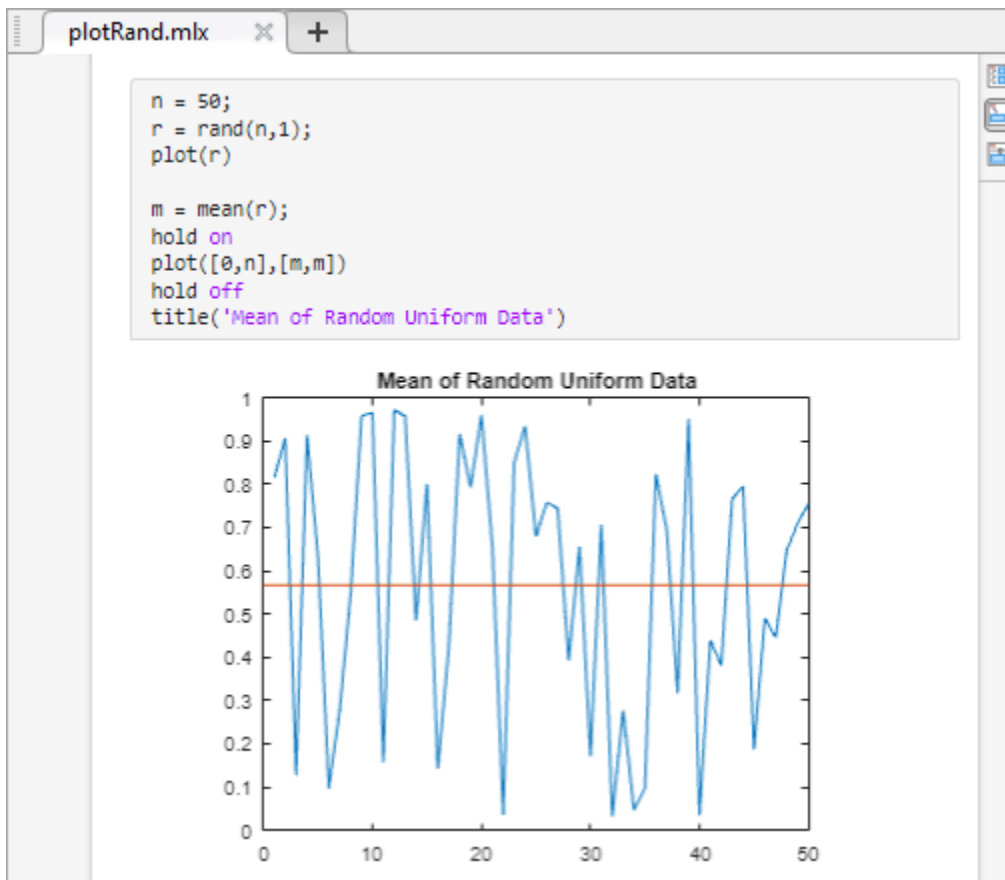 plotRand.mlx
n = 50;
r = rand(n,1);
plot(r)
m = mean(r);
hold on
plot([0,n],[m,m])
hold off
title('Mean of Random Uniform Data')
Mean of Random Uniform Data
1
0.9
0.8
0.7
0.6
0.5
0.4
0.3
0.2
0.1
0
0 10 20 30 40 50